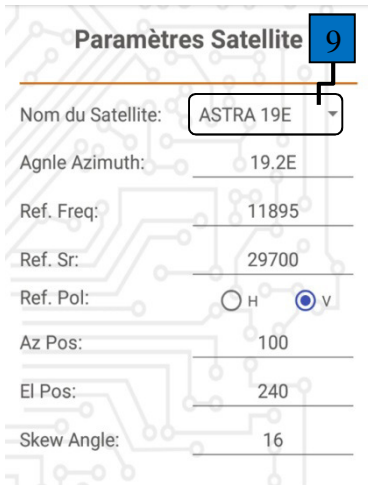 Paramètres Satellite
9
Nom du Satellite: ASTRA 19E
Agnle Azimuth: 19.2E
Ref. Freq: 11895
Ref. Sr: 29700
Ref. Pol: H V
Az Pos: 100
El Pos: 240
Skew Angle: 16